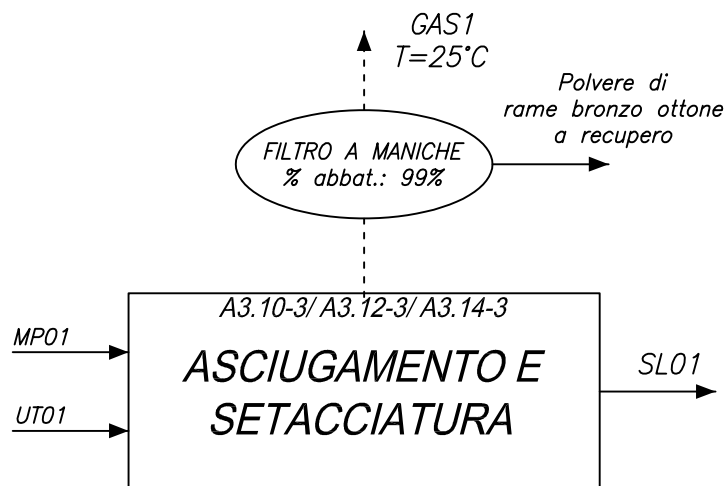 GAS1
T=25°C
Polvere di
rame bronzo ottone
a recupero
FILTRO A MANICHE
% abbat.: 99%
A3.10-3/ A3.12-3/ A3.14-3
MP01
ASCIUGAMENTO E
SL01
SETACCIATURA
UT01